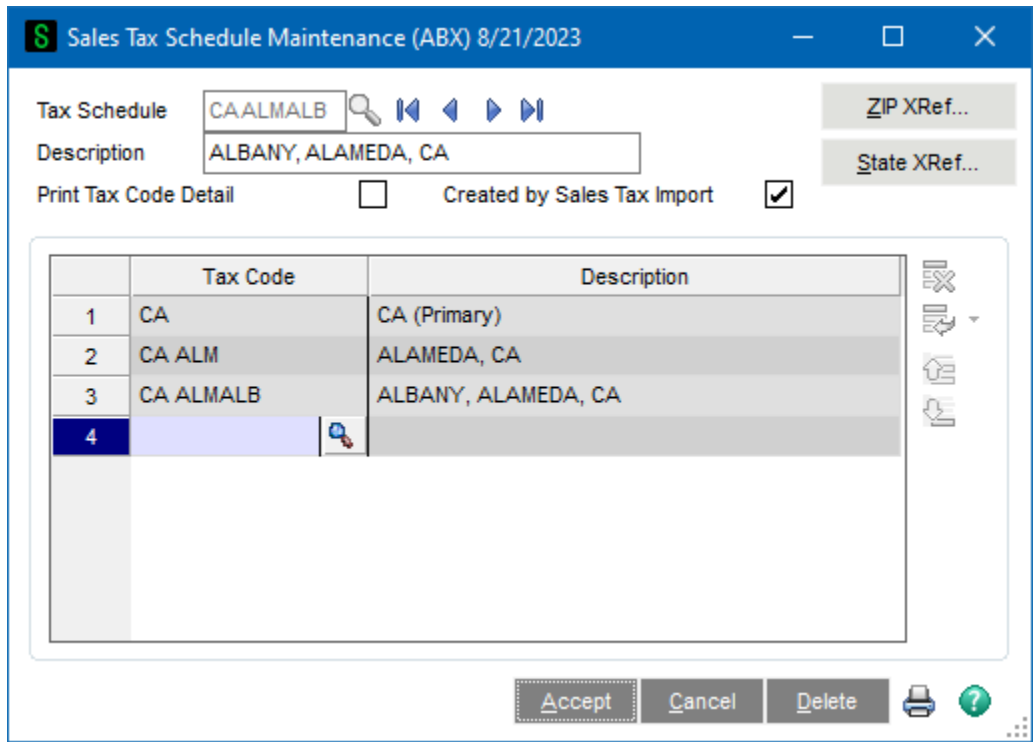 S Sales Tax Schedule Maintenance (ABX) 8/21/2023
Tax Schedule CAALMALB ZIP XRef...
Description ALBANY, ALAMEDA, CA State XRef...
Print Tax Code Detail Created by Sales Tax Import
Tax Code Description
1 CA CA (Primary)
2 CA ALM ALAMEDA, CA
3 CA ALMALB ALBANY, ALAMEDA, CA
4
Accept Cancel Delete ?